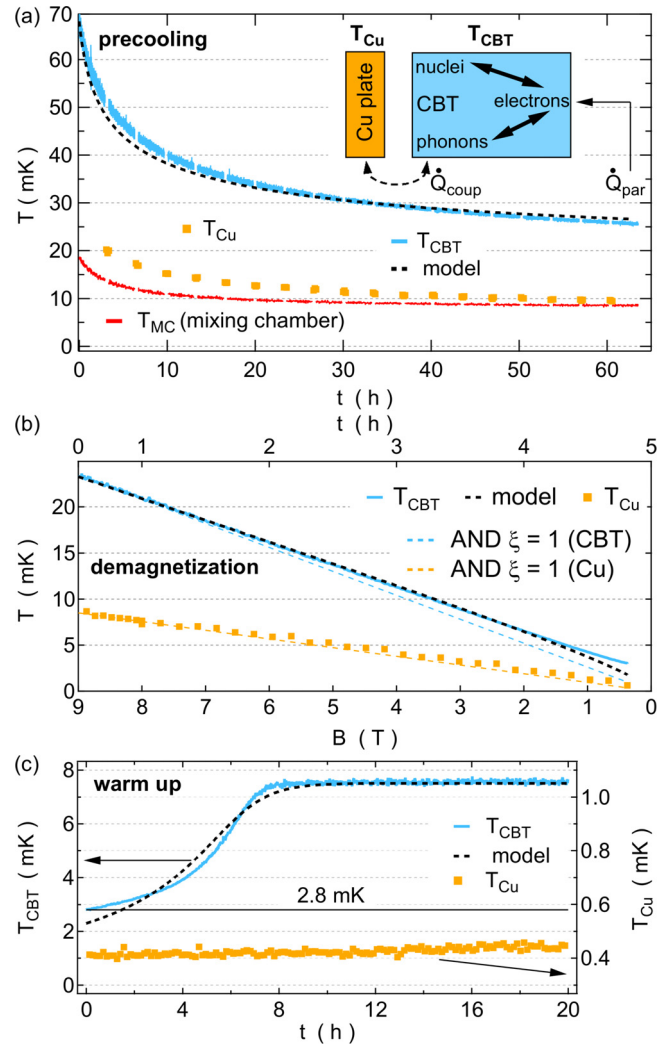 (a)
70
60
50
40
30
20
10
0
T (mK)
precooling
T_Cu
T_CBT
Cu plate
nuclei
CBT
electrons
phonons
Q̇_coup
Q̇_par
T_Cu
T_CBT
model
T_MC (mixing chamber)
0 10 20 30 40 50 60
t (h)
(b)
t (h)
0 1 2 3 4 5
20
15
10
5
0
T (mK)
T_CBT model T_Cu
AND ξ = 1 (CBT)
AND ξ = 1 (Cu)
demagnetization
9 8 7 6 5 4 3 2 1 0
B (T)
(c)
8
6
4
2
0
T_CBT (mK)
warm up
T_CBT
model
T_Cu
2.8 mK
1.0
0.8
0.6
0.4
T_Cu (mK)
0 4 8 12 16 20
t (h)